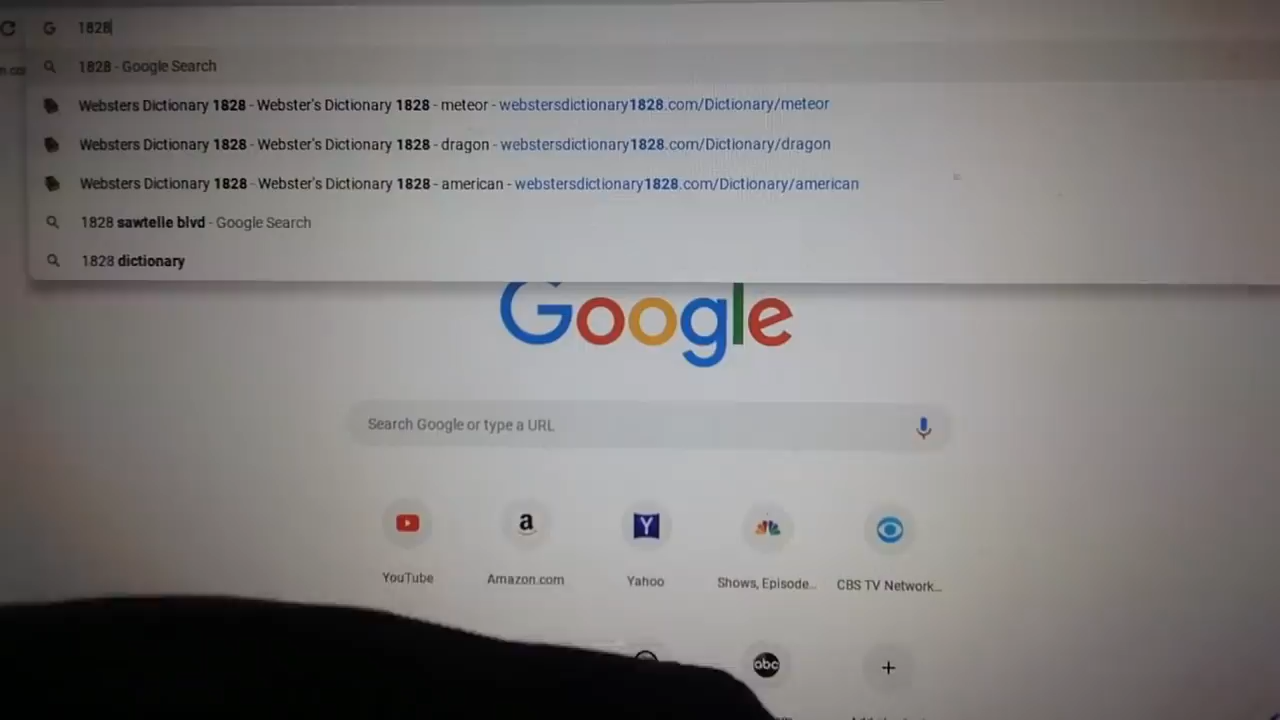 1828
1828 - Google Search
Websters Dictionary 1828 - Webster's Dictionary 1828 - meteor - webstersdictionary1828.com/Dictionary/meteor
Websters Dictionary 1828 - Webster's Dictionary 1828 - dragon - webstersdictionary1828.com/Dictionary/dragon
Websters Dictionary 1828 - Webster's Dictionary 1828 - american - webstersdictionary1828.com/Dictionary/american
1828 sawtelle blvd - Google Search
1828 dictionary
Google
Search Google or type a URL
YouTube
Amazon.com
Yahoo
Shows, Episode...
CBS TV Network...
abc